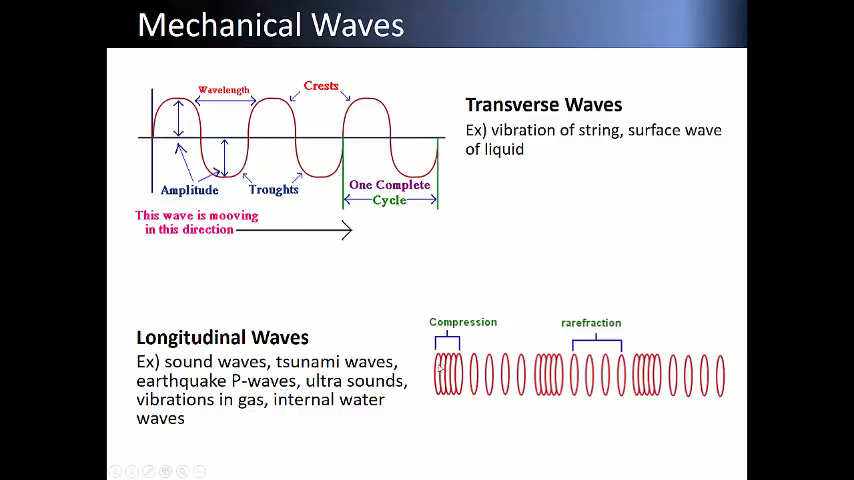 Mechanical Waves
Wavelength
Crests
Amplitude
Troughts
One Complete
Cycle
This wave is mooving
in this direction
Transverse Waves
Ex) vibration of string, surface wave
of liquid
Longitudinal Waves
Ex) sound waves, tsunami waves,
earthquake P-waves, ultra sounds,
vibrations in gas, internal water
waves
Compression
rarefraction